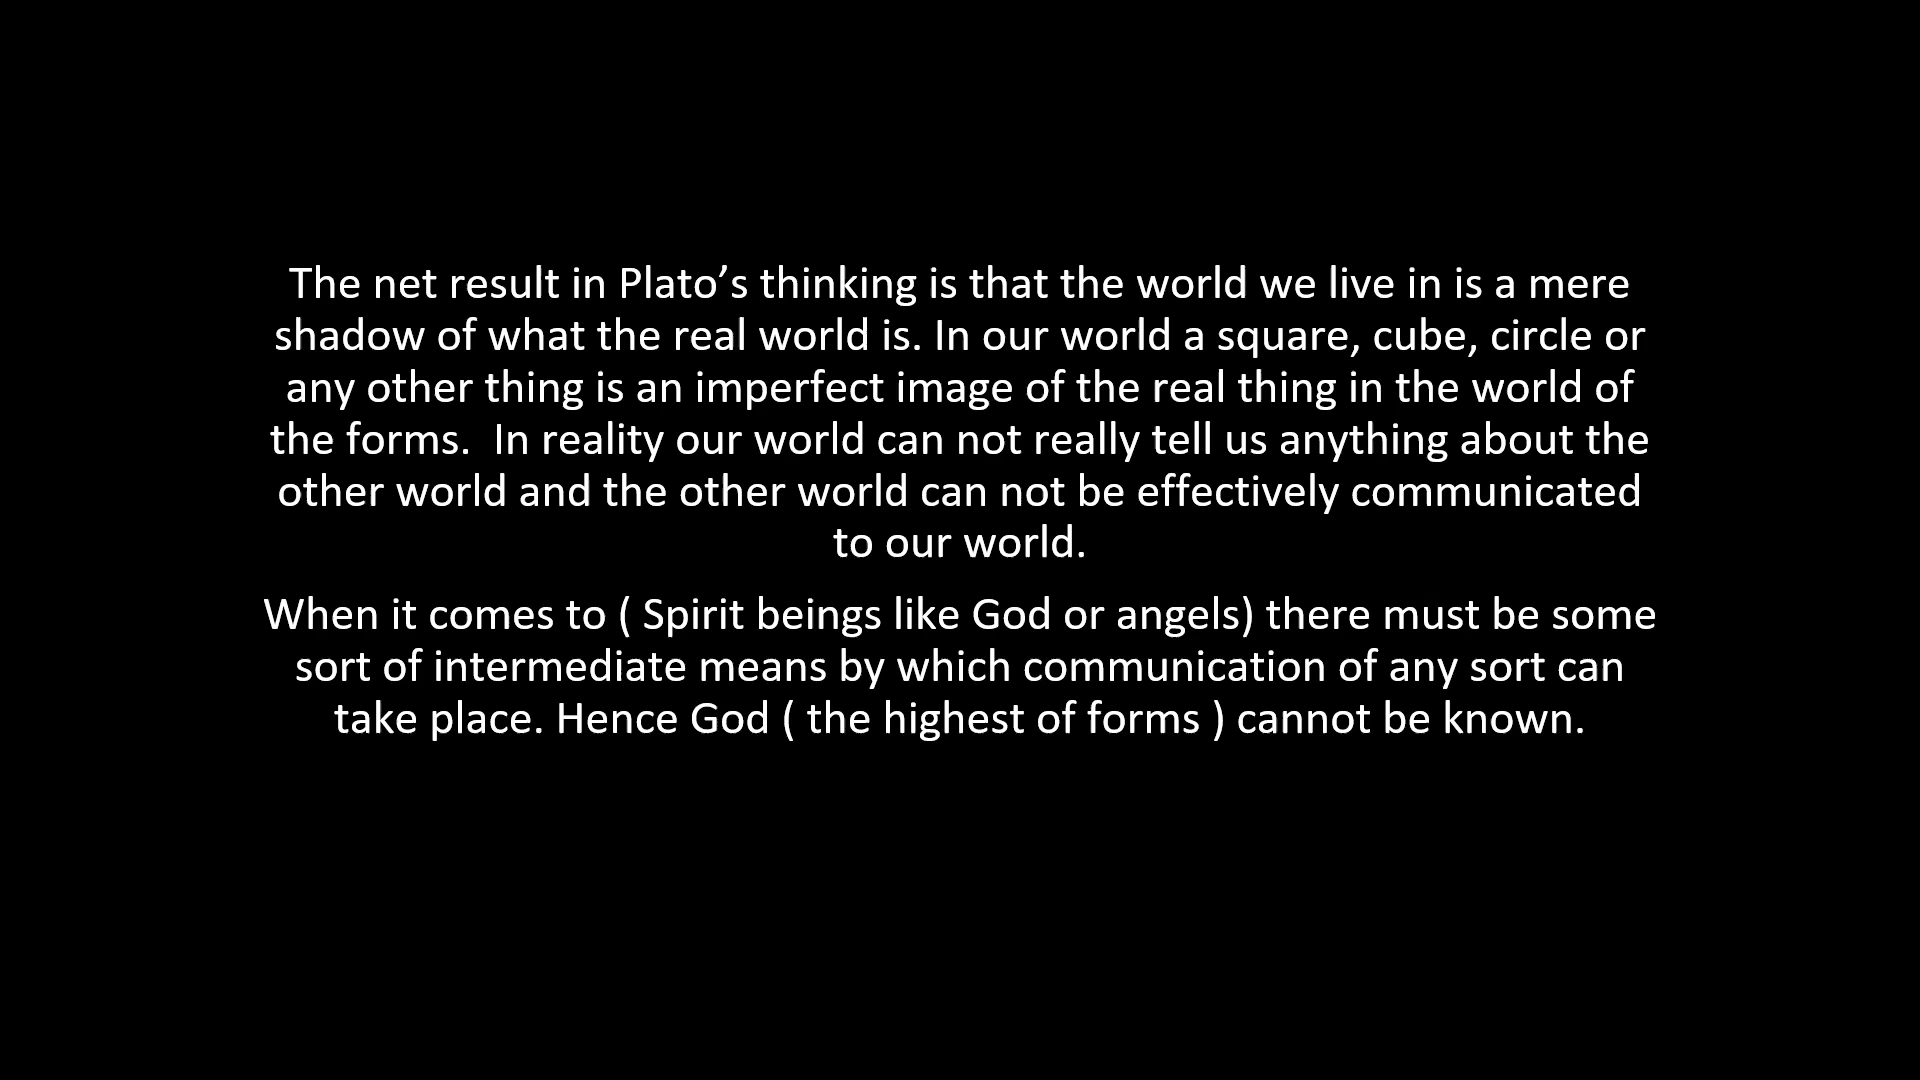 The net result in Plato’s thinking is that the world we live in is a mere
shadow of what the real world is. In our world a square, cube, circle or
any other thing is an imperfect image of the real thing in the world of
the forms.  In reality our world can not really tell us anything about the
other world and the other world can not be effectively communicated
to our world.
When it comes to ( Spirit beings like God or angels) there must be some
sort of intermediate means by which communication of any sort can
take place. Hence God ( the highest of forms ) cannot be known.